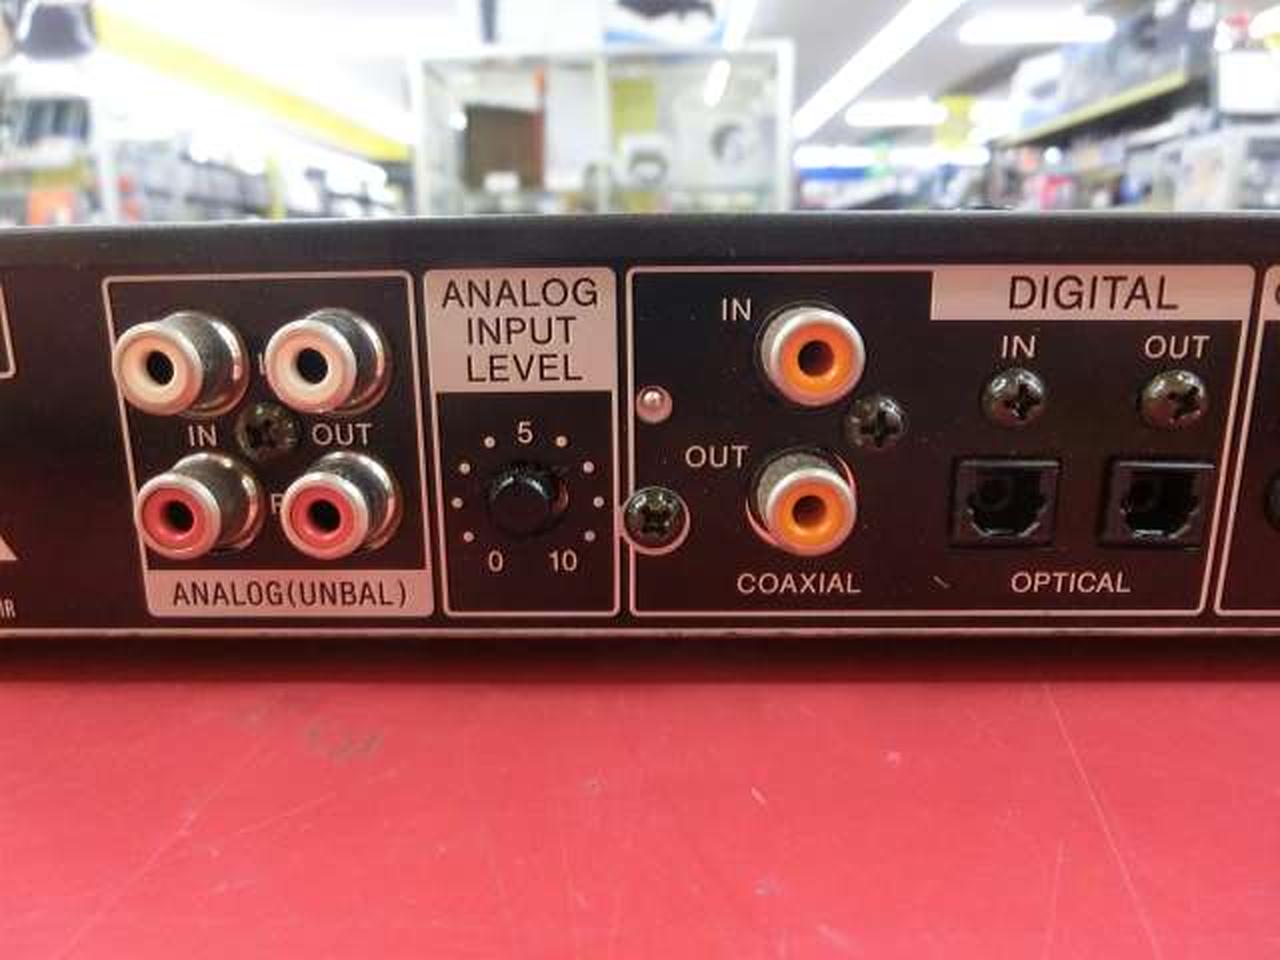 IN OUT
ANALOG(UNBAL)
ANALOG
INPUT
LEVEL
5
0 10
DIGITAL
IN
OUT
COAXIAL
IN OUT
OPTICAL